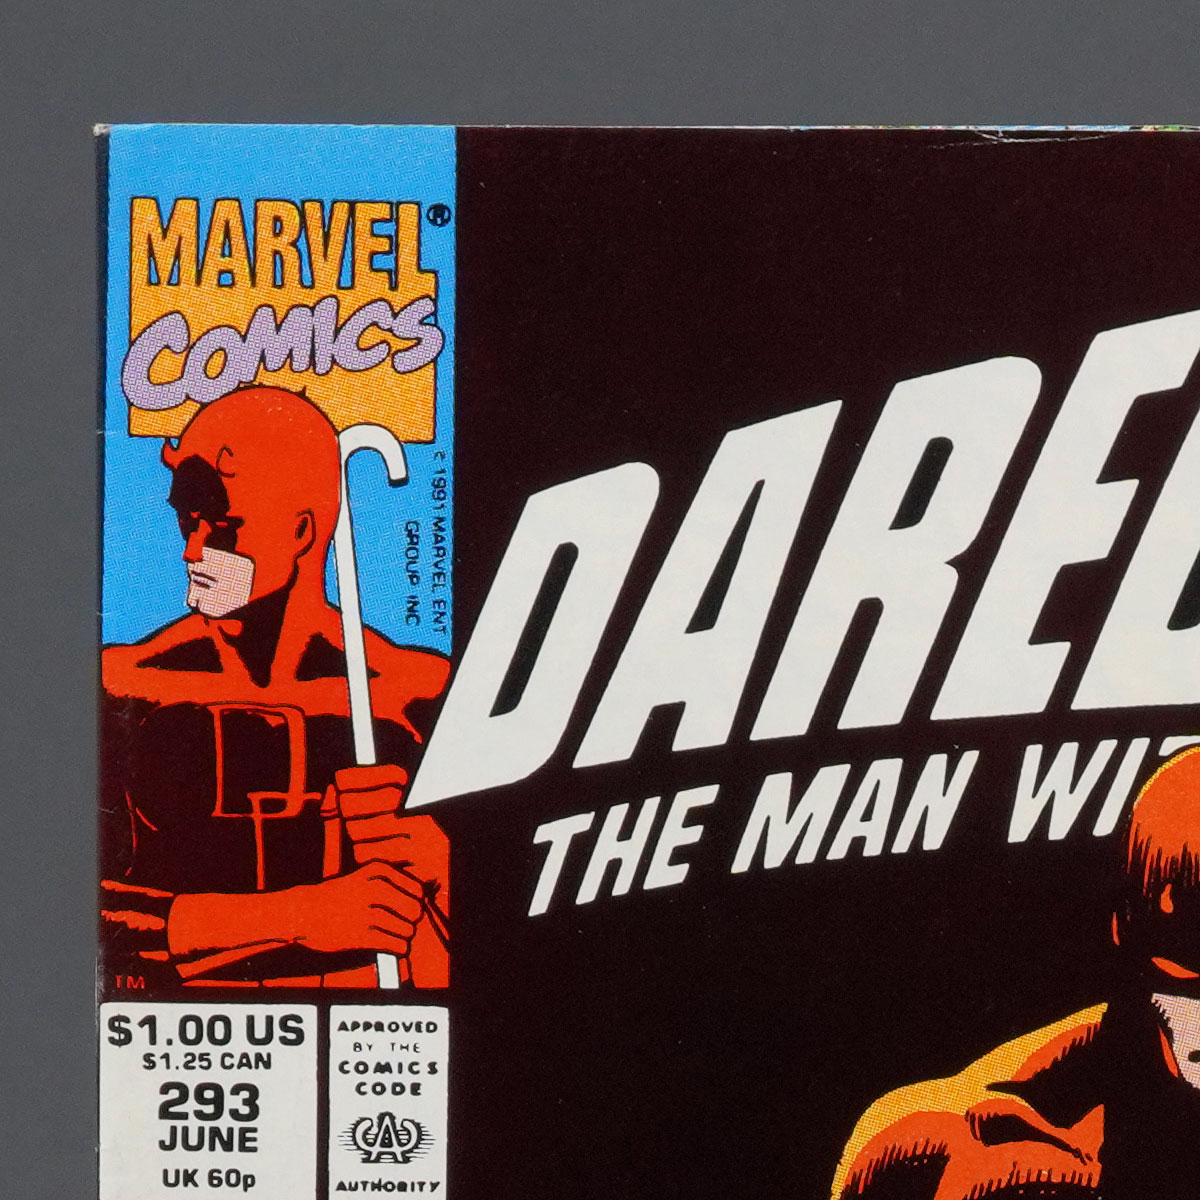 MARVEL®
COMICS
© 1991 MARVEL ENT
GROUP INC
DARE
THE MAN WI
TM
$1.00 US
$1.25 CAN
293
JUNE
UK 60p
APPROVED
BY THE
COMICS
CODE
CA
AUTHORITY